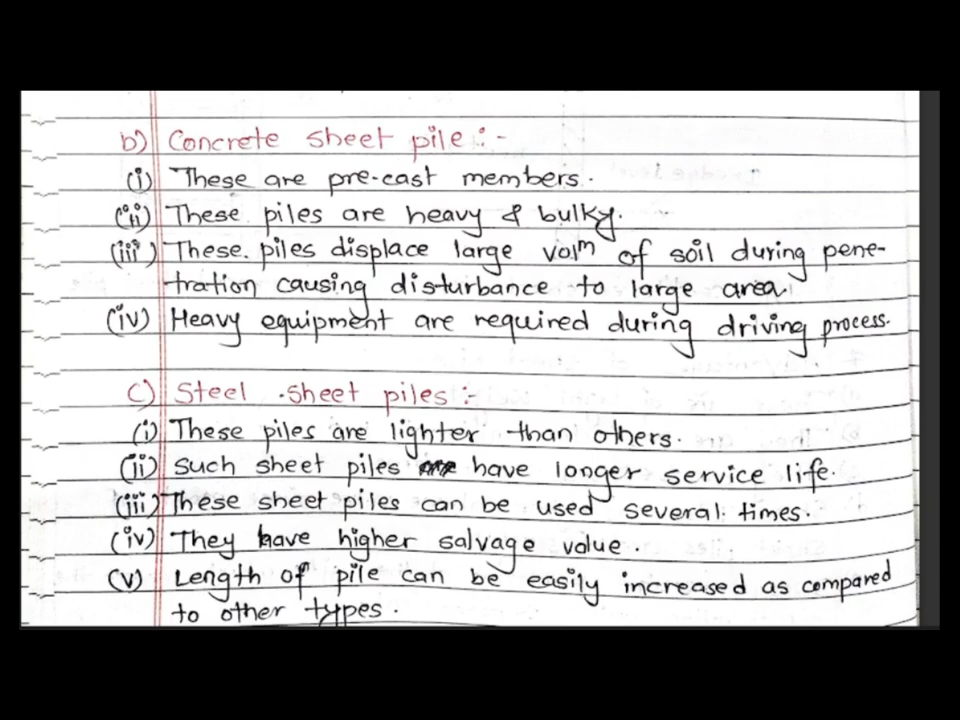 b) Concrete sheet pile :-
(i) These are pre-cast members.
(ii) These piles are heavy & bulky.
(iii) These piles displace large volm of soil during pene-
tration causing disturbance to large area.
(iv) Heavy equipment are required during driving process.
c) Steel sheet piles :-
(i) These piles are lighter than others.
(ii) Such sheet piles have longer service life.
(iii) These sheet piles can be used several times.
(iv) They have higher salvage value.
(v) Length of pile can be easily increased as compared
to other types.